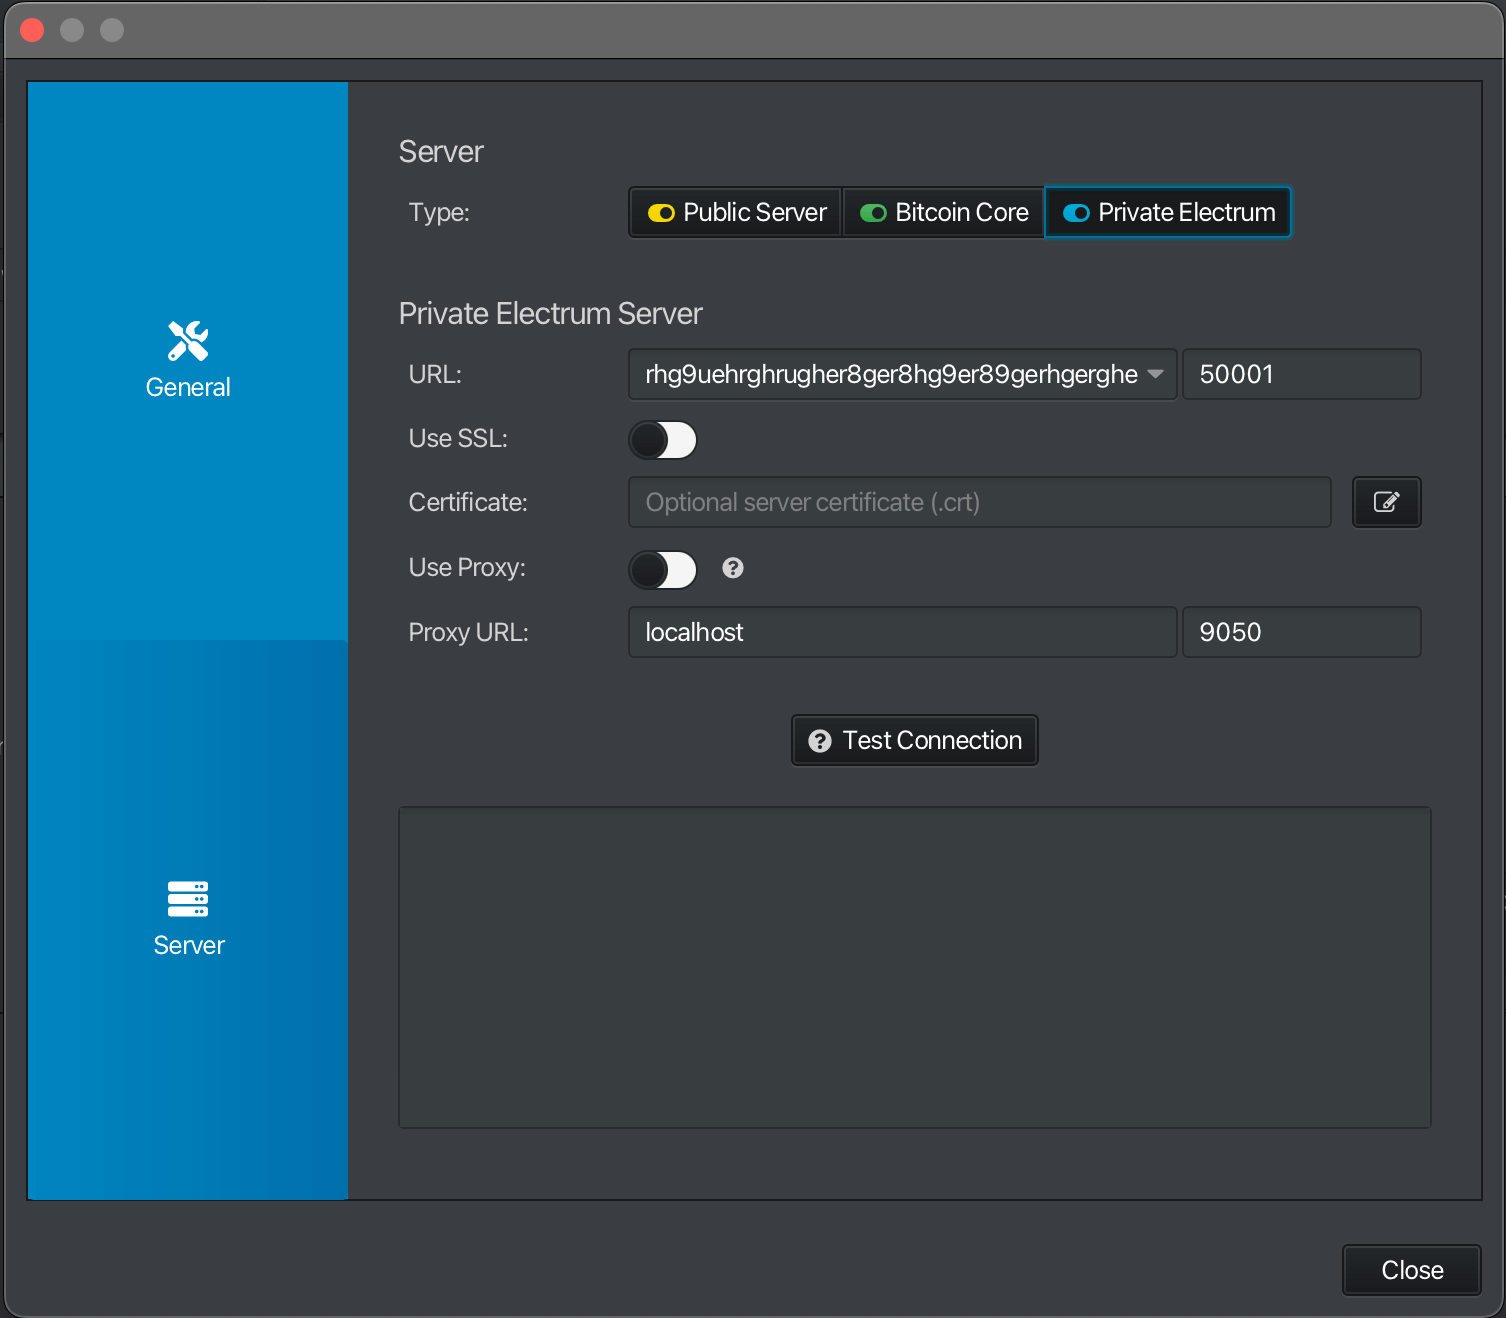 General
Server
Server
Type:
Public Server
Bitcoin Core
Private Electrum
Private Electrum Server
URL:
rhg9uehrghrugher8ger8hg9er89gerhgerghe
50001
Use SSL:
Certificate:
Optional server certificate (.crt)
Use Proxy:
Proxy URL:
localhost
9050
Test Connection
Close